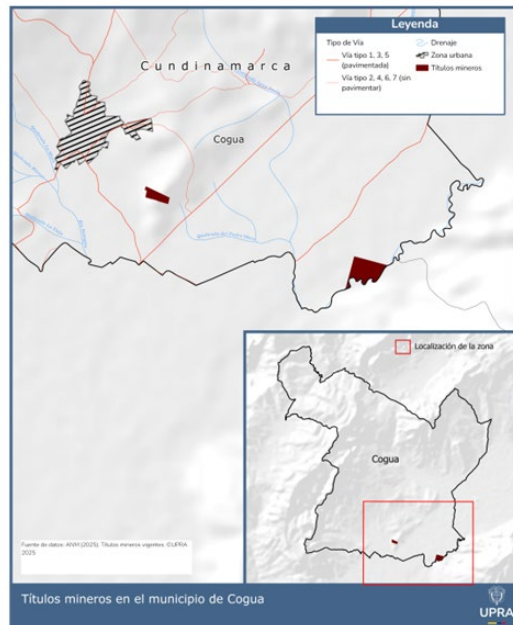 Leyenda
Tipo de Vía
Vía tipo 1, 3, 5
(pavimentada)
Vía tipo 2, 4, 6, 7 (sin
pavimentar)
Drenaje
Zona urbana
Títulos mineros
Cundinamarca
Cogua
Localización de la zona
Cogua
Fuente de datos: ANM (2025). Títulos mineros vigentes. ©UPRA
2025.
Títulos mineros en el municipio de Cogua
UPRA